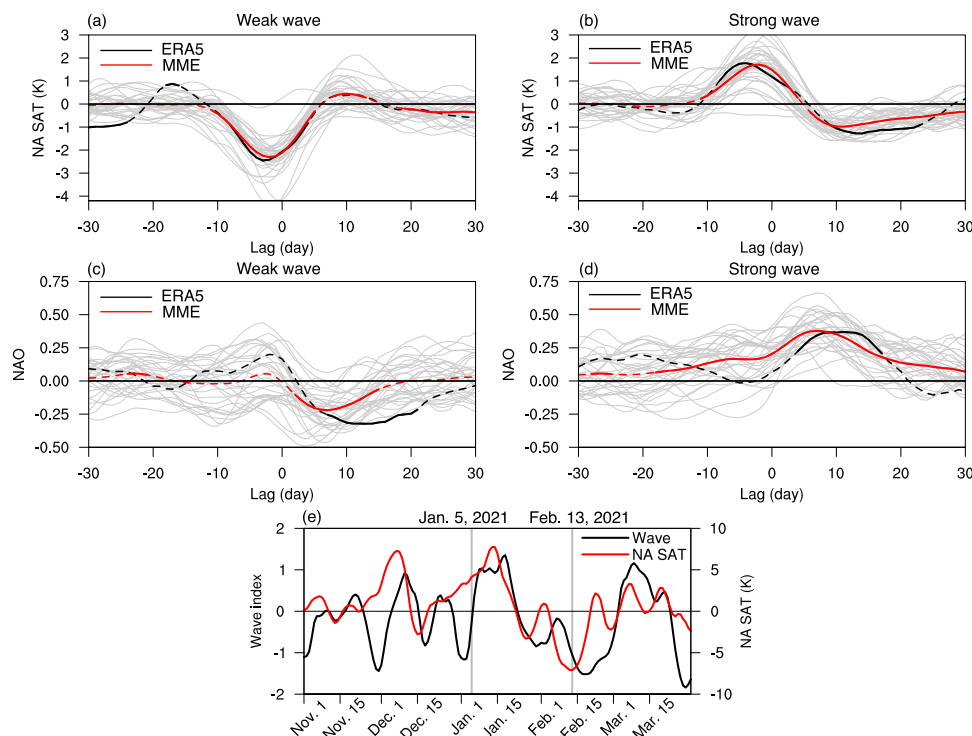 (a) Weak wave
3
2
1
0
-1
-2
-3
-4
NA SAT (K)
ERA5
MME
-30 -20 -10 0 10 20 30
Lag (day)
(b) Strong wave
3
2
1
0
-1
-2
-3
-4
NA SAT (K)
ERA5
MME
-30 -20 -10 0 10 20 30
Lag (day)
(c) Weak wave
0.75
0.50
0.25
0.00
-0.25
-0.50
NAO
ERA5
MME
-30 -20 -10 0 10 20 30
Lag (day)
(d) Strong wave
0.75
0.50
0.25
0.00
-0.25
-0.50
NAO
ERA5
MME
-30 -20 -10 0 10 20 30
Lag (day)
(e) Jan. 5, 2021 Feb. 13, 2021
2
1
0
-1
-2
Wave index
Wave
NA SAT
10
5
0
-5
-10
NA SAT (K)
Nov. 1 Nov. 15 Dec. 1 Dec. 15 Jan. 1 Jan. 15 Feb. 1 Feb. 15 Mar. 1 Mar. 15